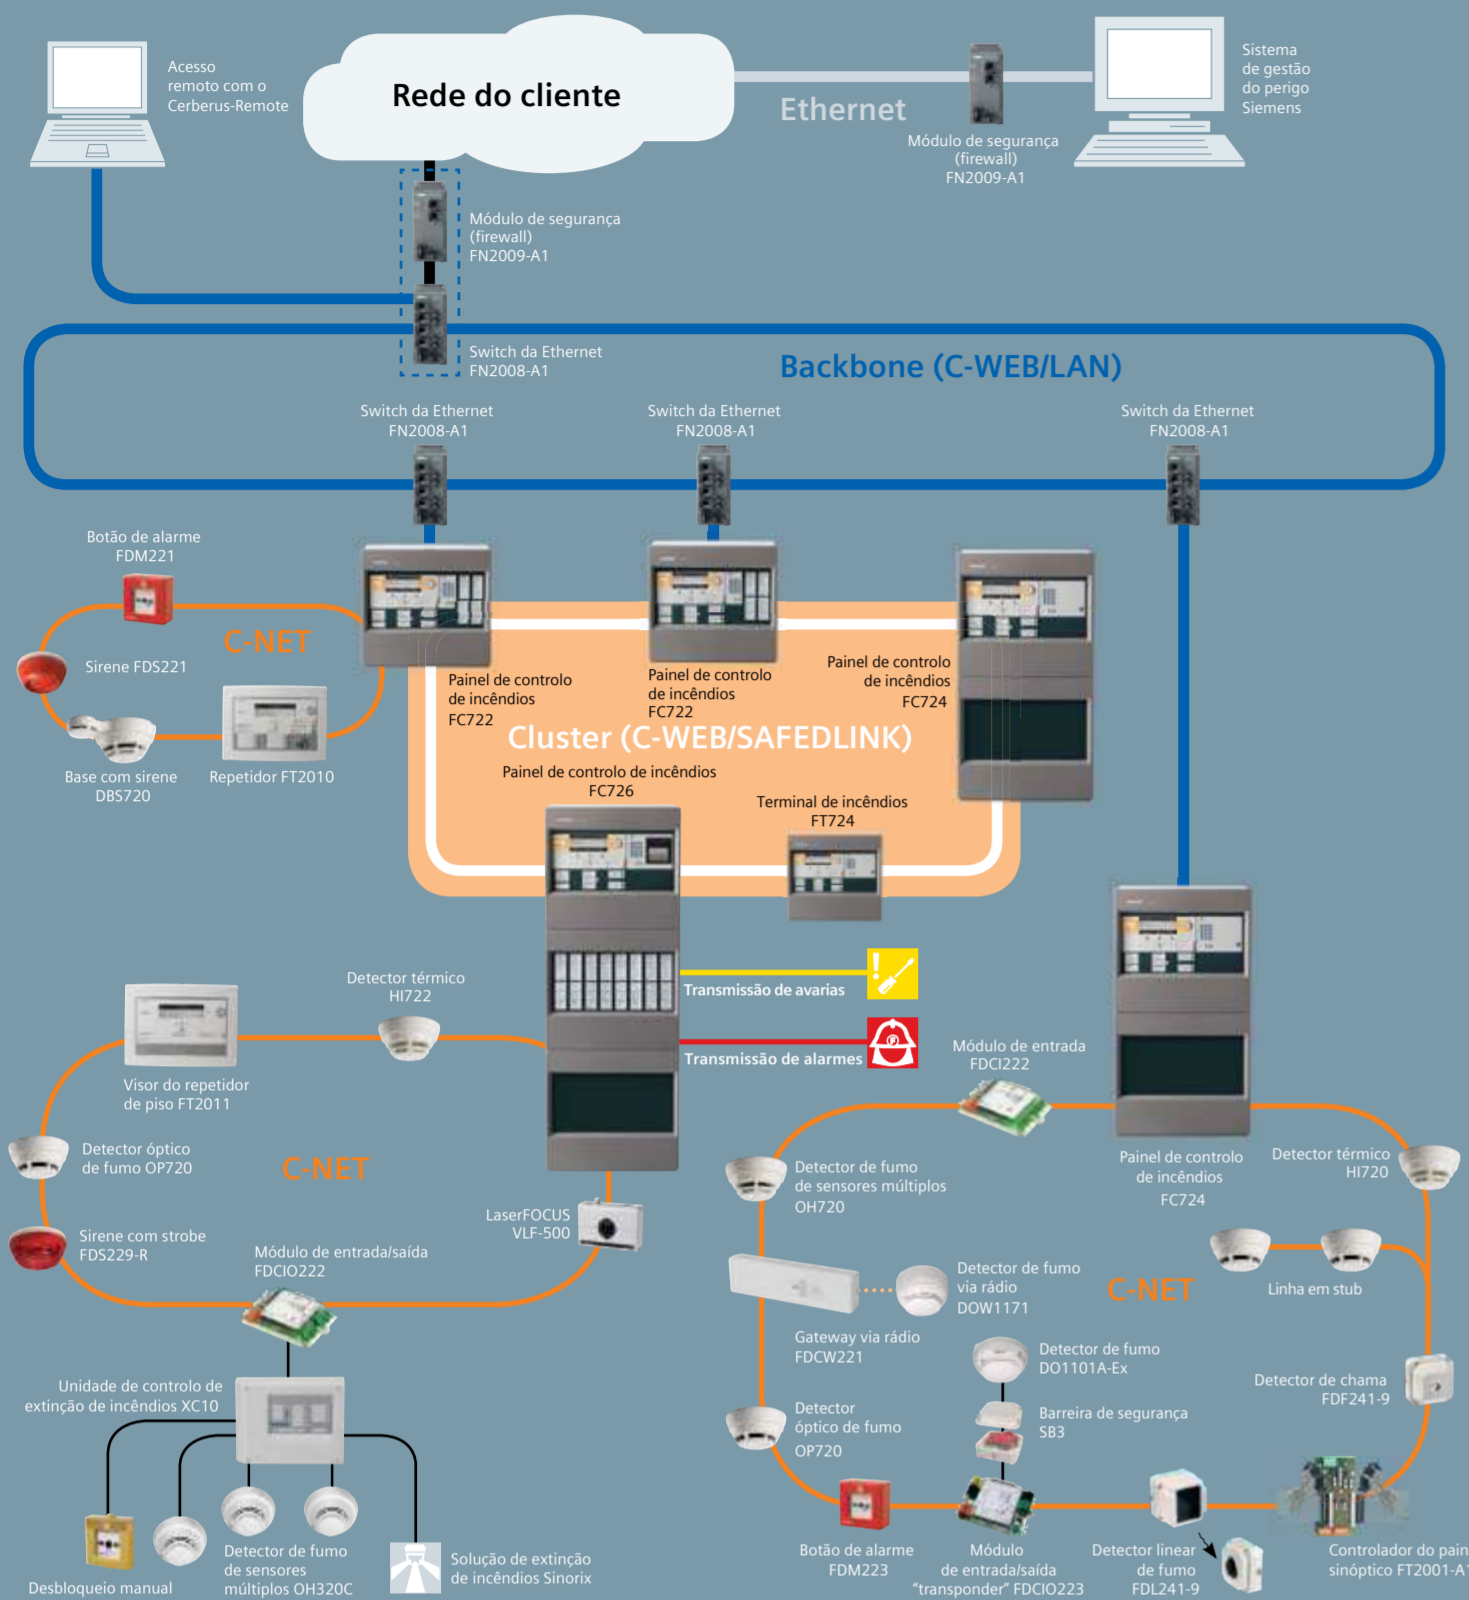 Acesso
remoto com o
Cerberus-Remote
Rede do cliente
Ethernet
Módulo de segurança
(firewall)
FN2009-A1
Sistema
de gestão
do perigo
Siemens
Módulo de segurança
(firewall)
FN2009-A1
Switch da Ethernet
FN2008-A1
Backbone (C-WEB/LAN)
Switch da Ethernet
FN2008-A1
Switch da Ethernet
FN2008-A1
Switch da Ethernet
FN2008-A1
Botão de alarme
FDM221
C-NET
Sirene FDS221
Base com sirene
DBS720
Repetidor FT2010
Painel de controlo
de incêndios
FC722
Painel de controlo
de incêndios
FC722
Painel de controlo
de incêndios
FC724
Cluster (C-WEB/SAFEDLINK)
Painel de controlo de incêndios
FC726
Terminal de incêndios
FT724
Transmissão de avarias
Transmissão de alarmes
Detector térmico
HI722
Visor do repetidor
de piso FT2011
Detector óptico
de fumo OP720
C-NET
Sirene com strobe
FDS229-R
Módulo de entrada/saída
FDCIO222
LaserFOCUS
VLF-500
Unidade de controlo de
extinção de incêndios XC10
Desbloqueio manual
Detector de fumo
de sensores
múltiplos OH320C
Solução de extinção
de incêndios Sinorix
Módulo de entrada
FDCI222
Painel de controlo
de incêndios
FC724
Detector térmico
HI720
Detector de fumo
de sensores múltiplos
OH720
Linha em stub
C-NET
Detector de fumo
via rádio
DOW1171
Gateway via rádio
FDCW221
Detector de fumo
DO1101A-Ex
Barreira de segurança
SB3
Detector de chama
FDF241-9
Detector
óptico de fumo
OP720
Botão de alarme
FDM223
Módulo
de entrada/saída
"transponder" FDCIO223
Detector linear
de fumo
FDL241-9
Controlador do pain
sinóptico FT2001-A1